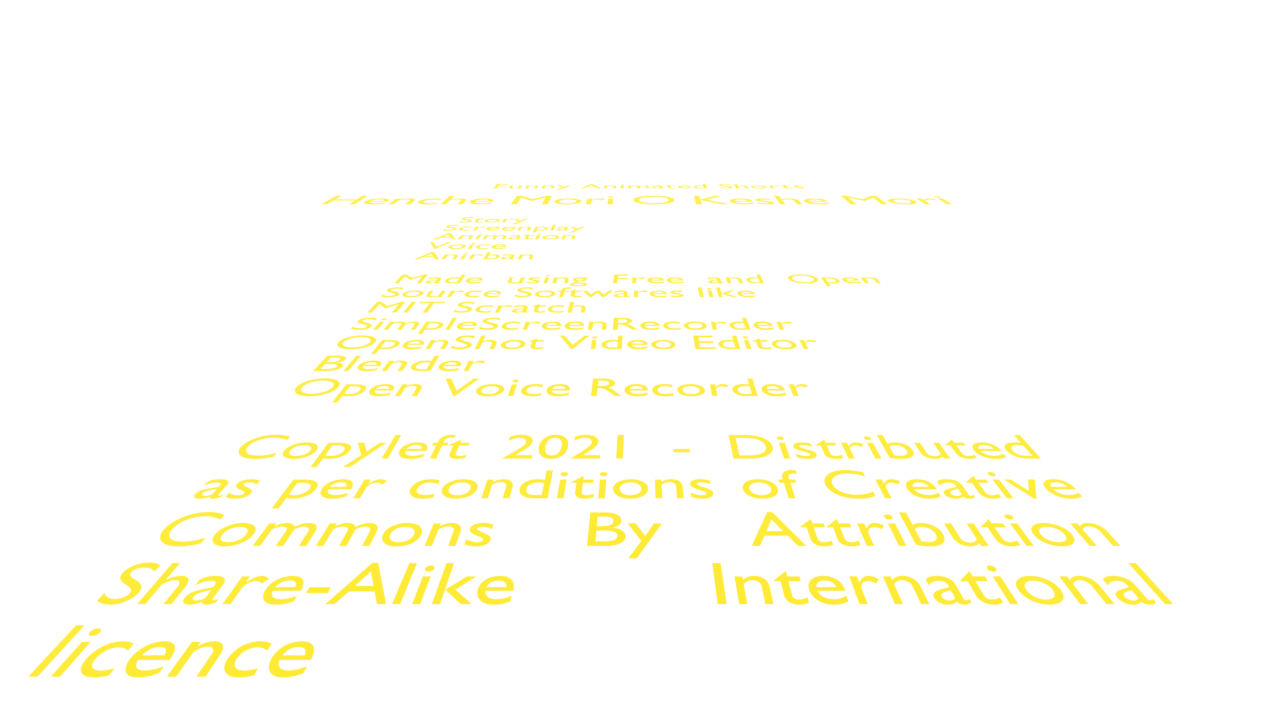 Funny Animated Shorts
Henche Mori O Keshe Mori
Story
Screenplay
Animation
Voice
Anirban
Made using Free and Open
Source Softwares like
MIT Scratch
SimpleScreenRecorder
OpenShot Video Editor
Blender
Open Voice Recorder
Copyleft 2021 - Distributed
as per conditions of Creative
Commons By Attribution
Share-Alike International
licence